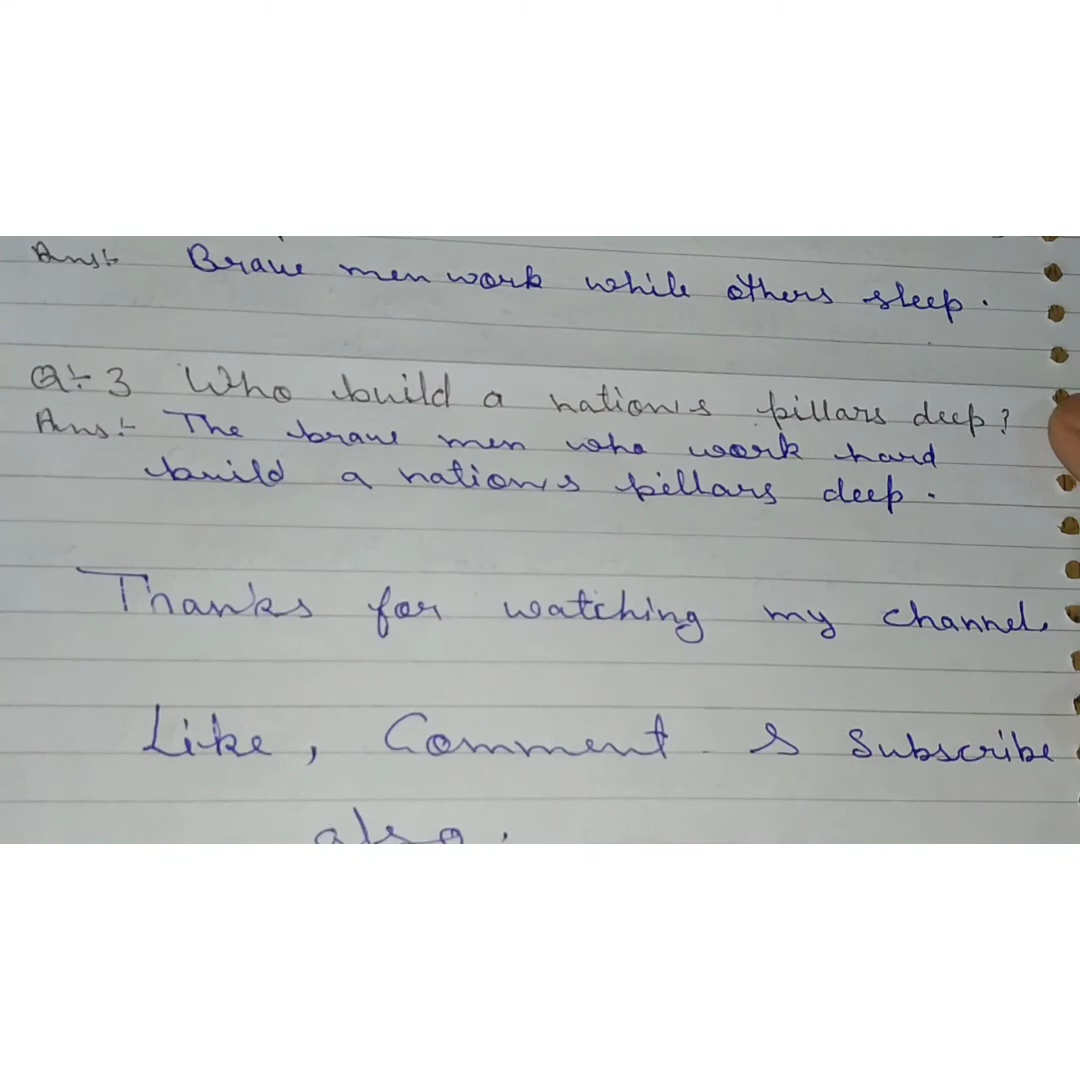 Ans:- Brave men work while others sleep.
Q:- 3 Who build a nation's pillars deep?
Ans:- The brave men who work hard
build a nation's pillars deep.
Thanks for watching my channel.
Like, Comment & Subscribe
also.